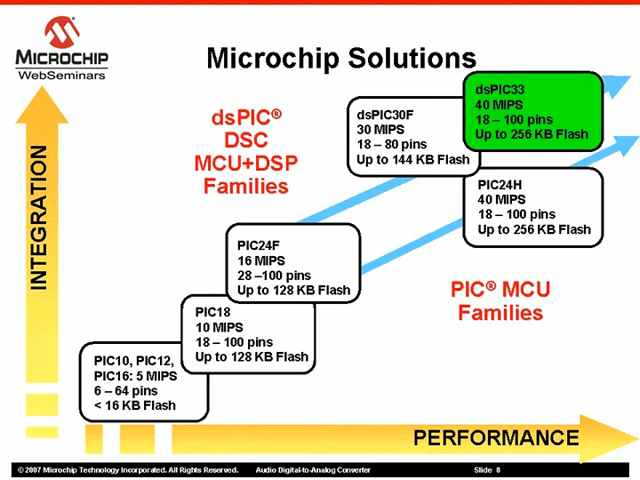 Microchip Solutions
MICROCHIP
WebSeminars
dsPIC®
DSC
MCU+DSP
Families
dsPIC30F
30 MIPS
18 – 80 pins
Up to 144 KB Flash
dsPIC33
40 MIPS
18 – 100 pins
Up to 256 KB Flash
PIC24H
40 MIPS
18 – 100 pins
Up to 256 KB Flash
PIC24F
16 MIPS
28 –100 pins
Up to 128 KB Flash
PIC® MCU
Families
PIC18
10 MIPS
18 – 100 pins
Up to 128 KB Flash
PIC10, PIC12,
PIC16: 5 MIPS
6 – 64 pins
< 16 KB Flash
INTEGRATION
PERFORMANCE
© 2007 Microchip Technology Incorporated. All Rights Reserved. Audio Digital-to-Analog Converter Slide 8